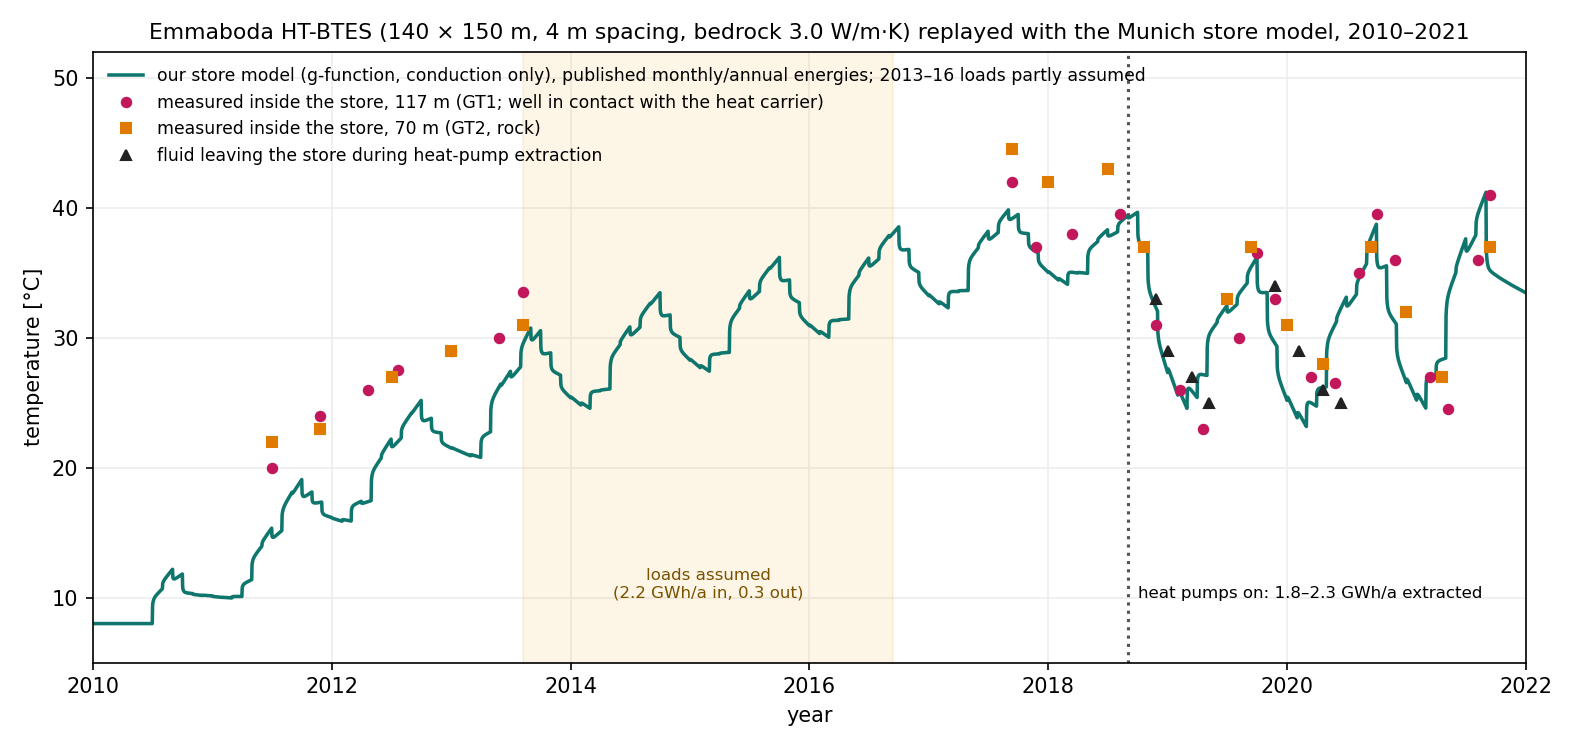 Emmaboda HT-BTES (140 × 150 m, 4 m spacing, bedrock 3.0 W/m·K) replayed with the Munich store model, 2010–2021
our store model (g-function, conduction only), published monthly/annual energies; 2013–16 loads partly assumed
measured inside the store, 117 m (GT1; well in contact with the heat carrier)
measured inside the store, 70 m (GT2, rock)
fluid leaving the store during heat-pump extraction
50
40
30
20
10
temperature [°C]
loads assumed
(2.2 GWh/a in, 0.3 out)
heat pumps on: 1.8–2.3 GWh/a extracted
2010 2012 2014 2016 2018 2020 2022
year